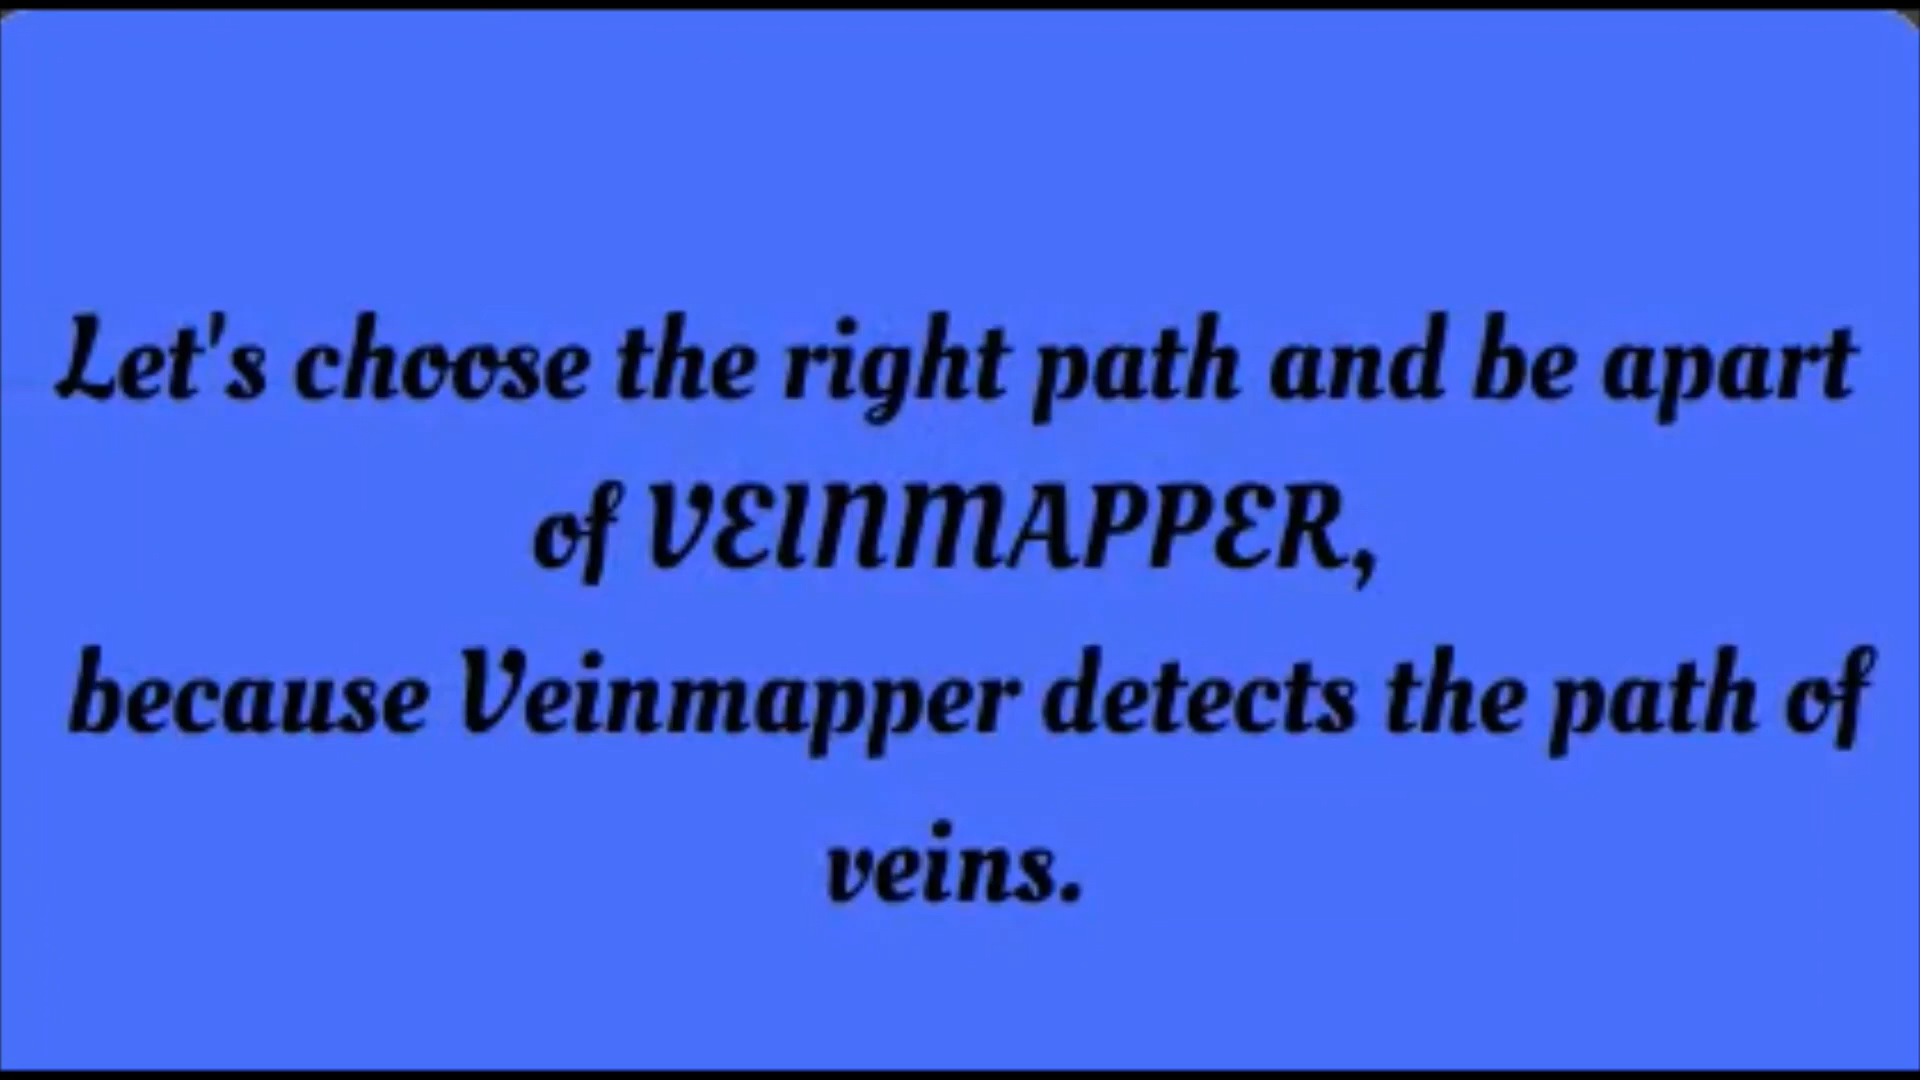 Let's choose the right path and be apart
of VEINMAPPER,
because Veinmapper detects the path of
veins.